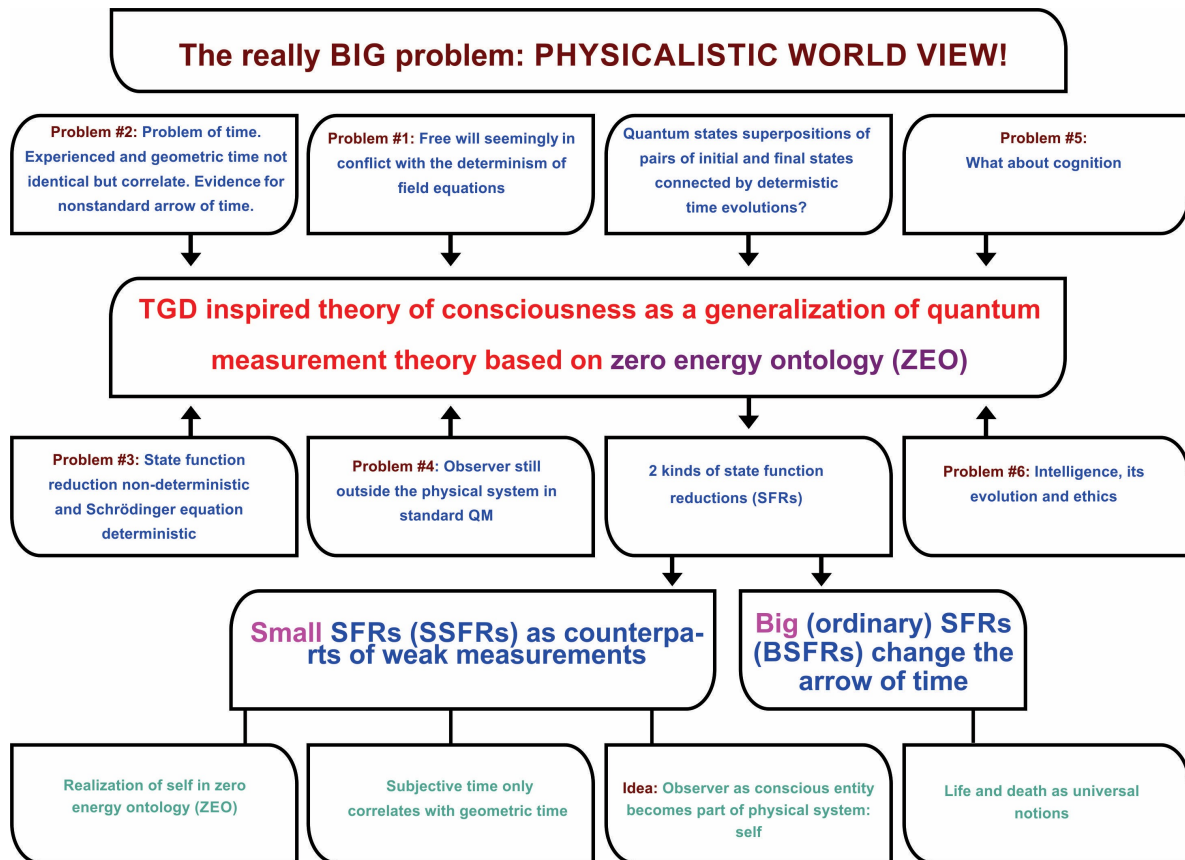 The really BIG problem: PHYSICALISTIC WORLD VIEW!
Problem #2: Problem of time.
Experienced and geometric time not
identical but correlate. Evidence for
nonstandard arrow of time.
Problem #1: Free will seemingly in
conflict with the determinism of
field equations
Quantum states superpositions of
pairs of initial and final states
connected by determistic
time evolutions?
Problem #5:
What about cognition
TGD inspired theory of consciousness as a generalization of quantum
measurement theory based on zero energy ontology (ZEO)
Problem #3: State function
reduction non-deterministic
and Schrödinger equation
deterministic
Problem #4: Observer still
outside the physical system in
standard QM
2 kinds of state function
reductions (SFRs)
Problem #6: Intelligence, its
evolution and ethics
Small SFRs (SSFRs) as counterpa-
rts of weak measurements
Big (ordinary) SFRs
(BSFRs) change the
arrow of time
Realization of self in zero
energy ontology (ZEO)
Subjective time only
correlates with geometric time
Idea: Observer as conscious entity
becomes part of physical system:
self
Life and death as universal
notions